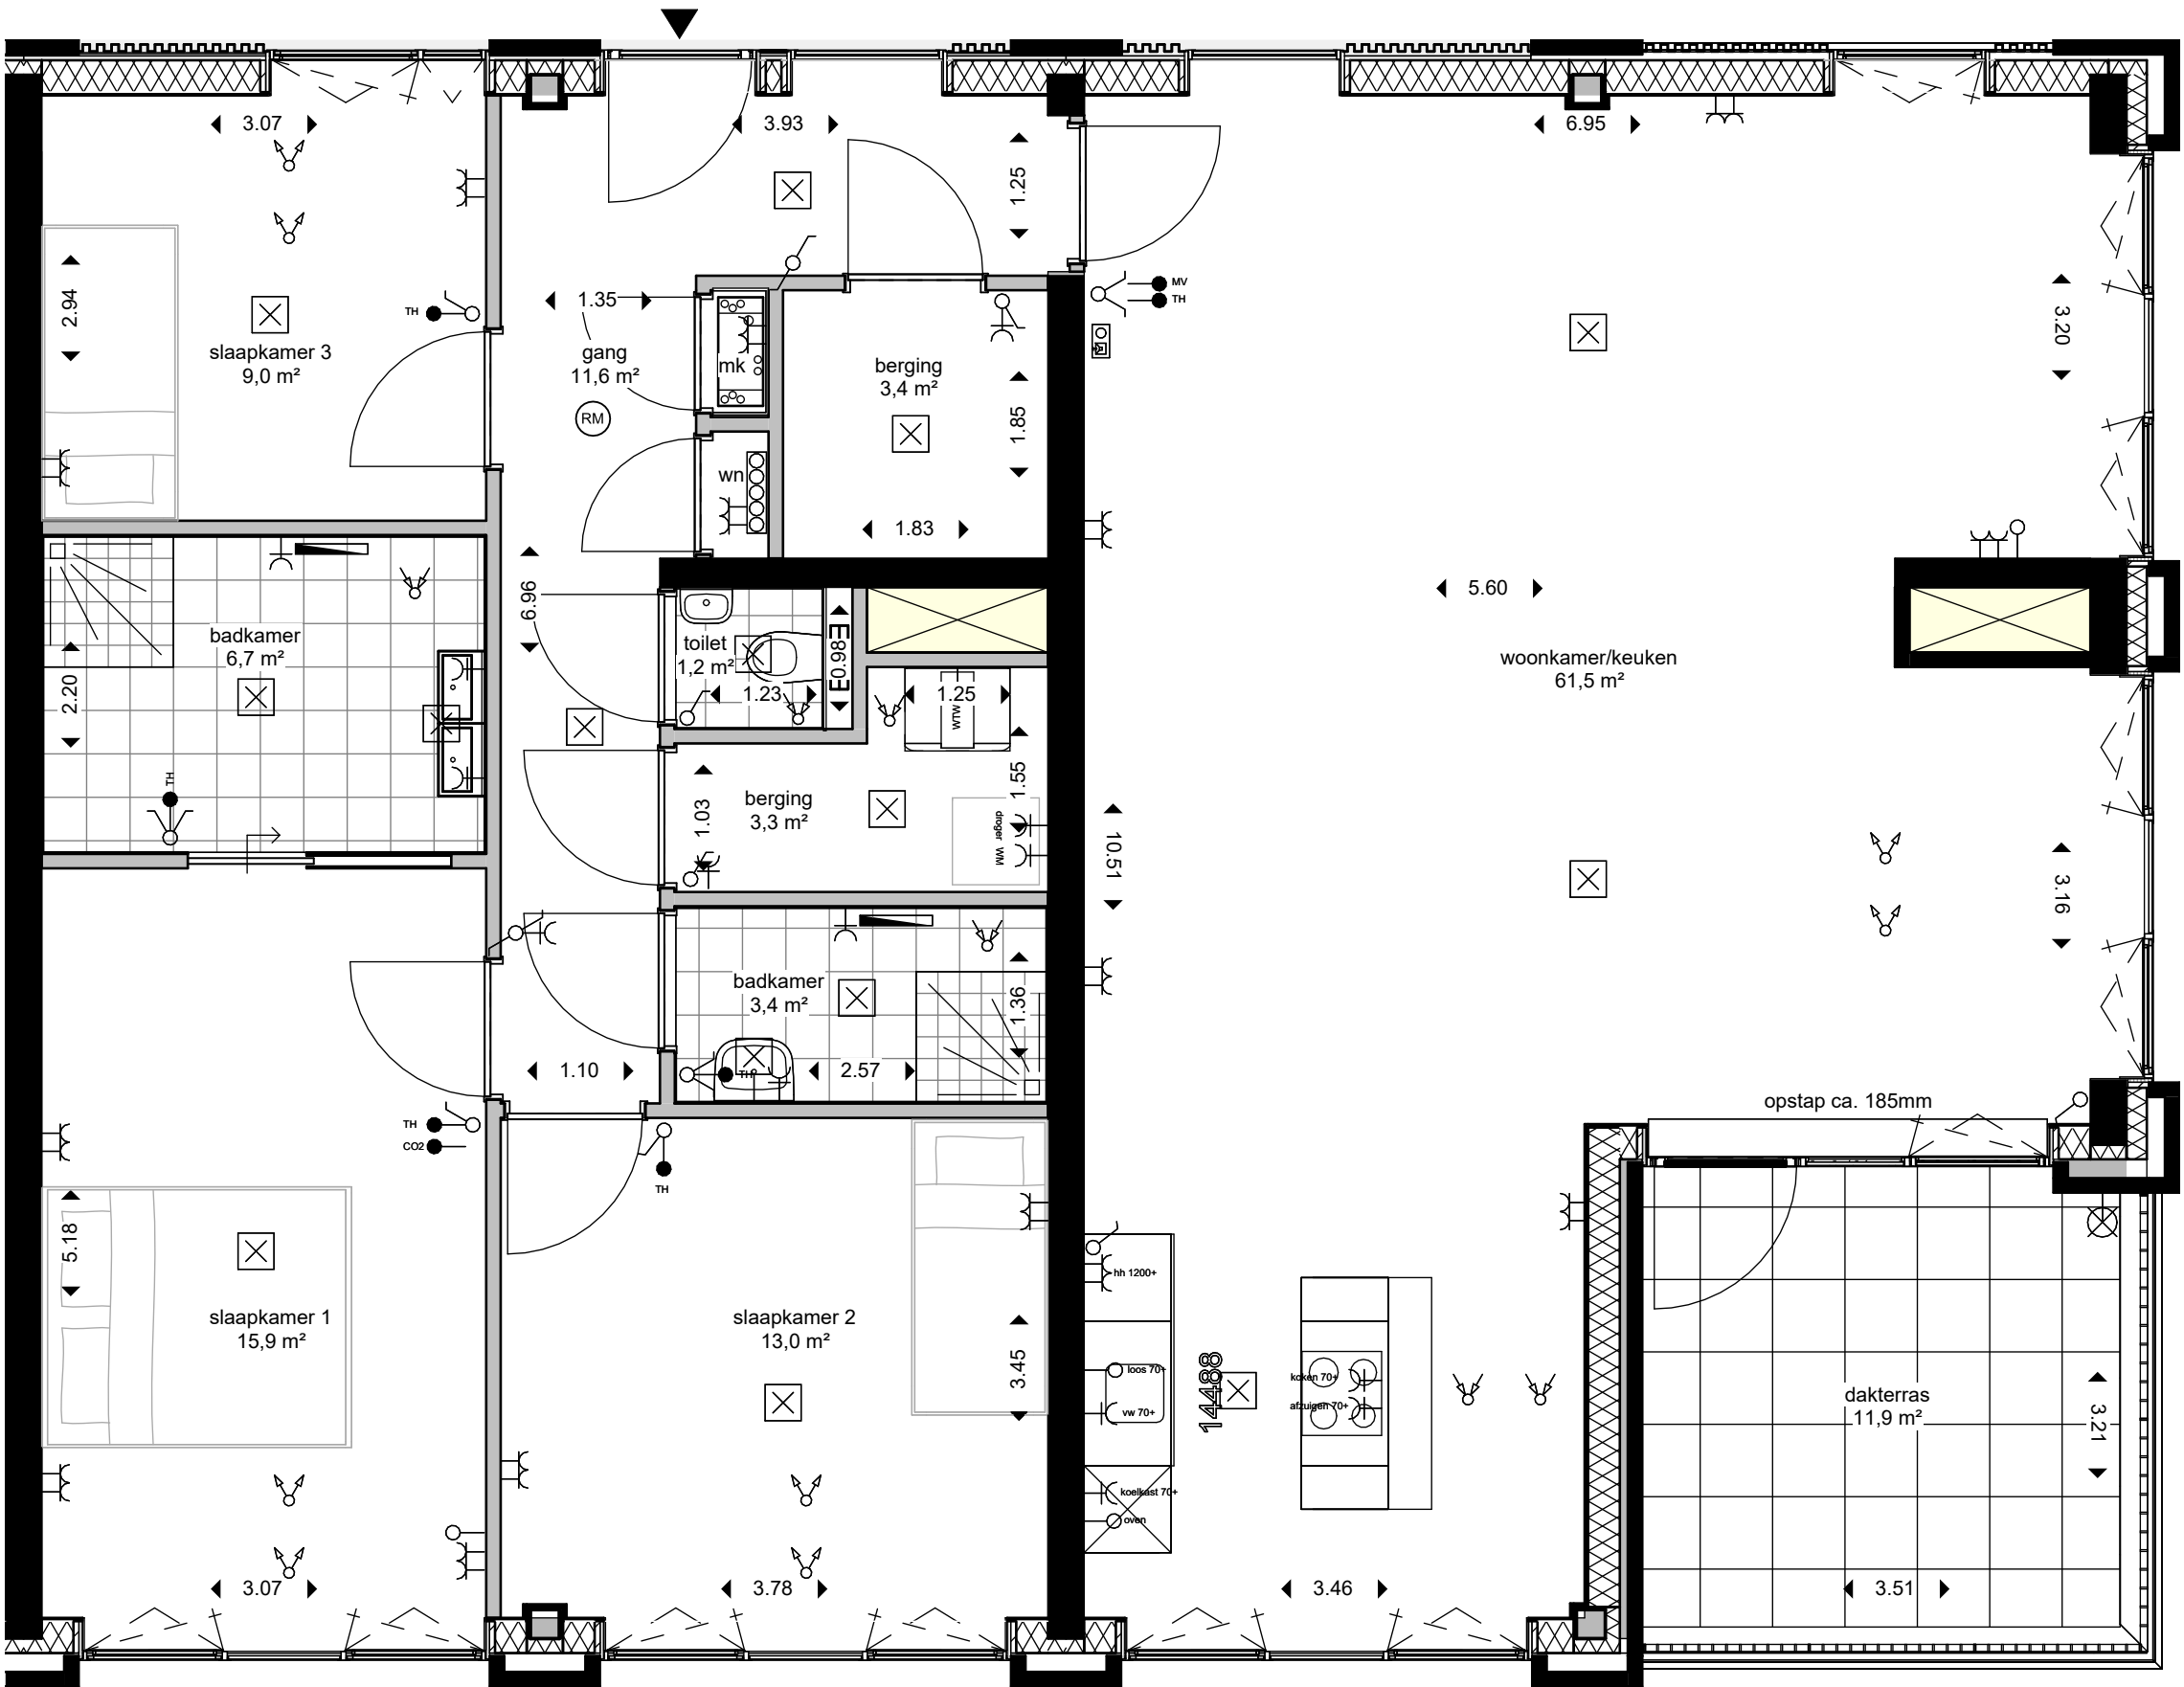 3.07
3.93
6.95
1.25
2.94
TH
slaapkamer 3
9,0 m²
1.35
gang
11,6 m²
RM
mk
wn
berging
3,4 m²
1.85
1.83
MV
TH
3.20
6.96
5.60
badkamer
6,7 m²
2.20
TH
toilet
1,2 m²
1.23
0.98
1.25
wtw
woonkamer/keuken
61,5 m²
berging
3,3 m²
1.03
1.55
droger WM
10.51
3.16
badkamer
3,4 m²
1.36
2.57
TH
1.10
TH
CO2
TH
opstap ca. 185mm
5.18
slaapkamer 1
15,9 m²
slaapkamer 2
13,0 m²
3.45
hh 1200+
loos 70+
vw 70+
koelkast 70+
oven
14488
koken 70+
afzuigen 70+
dakterras
11,9 m²
3.21
3.07
3.78
3.46
3.51